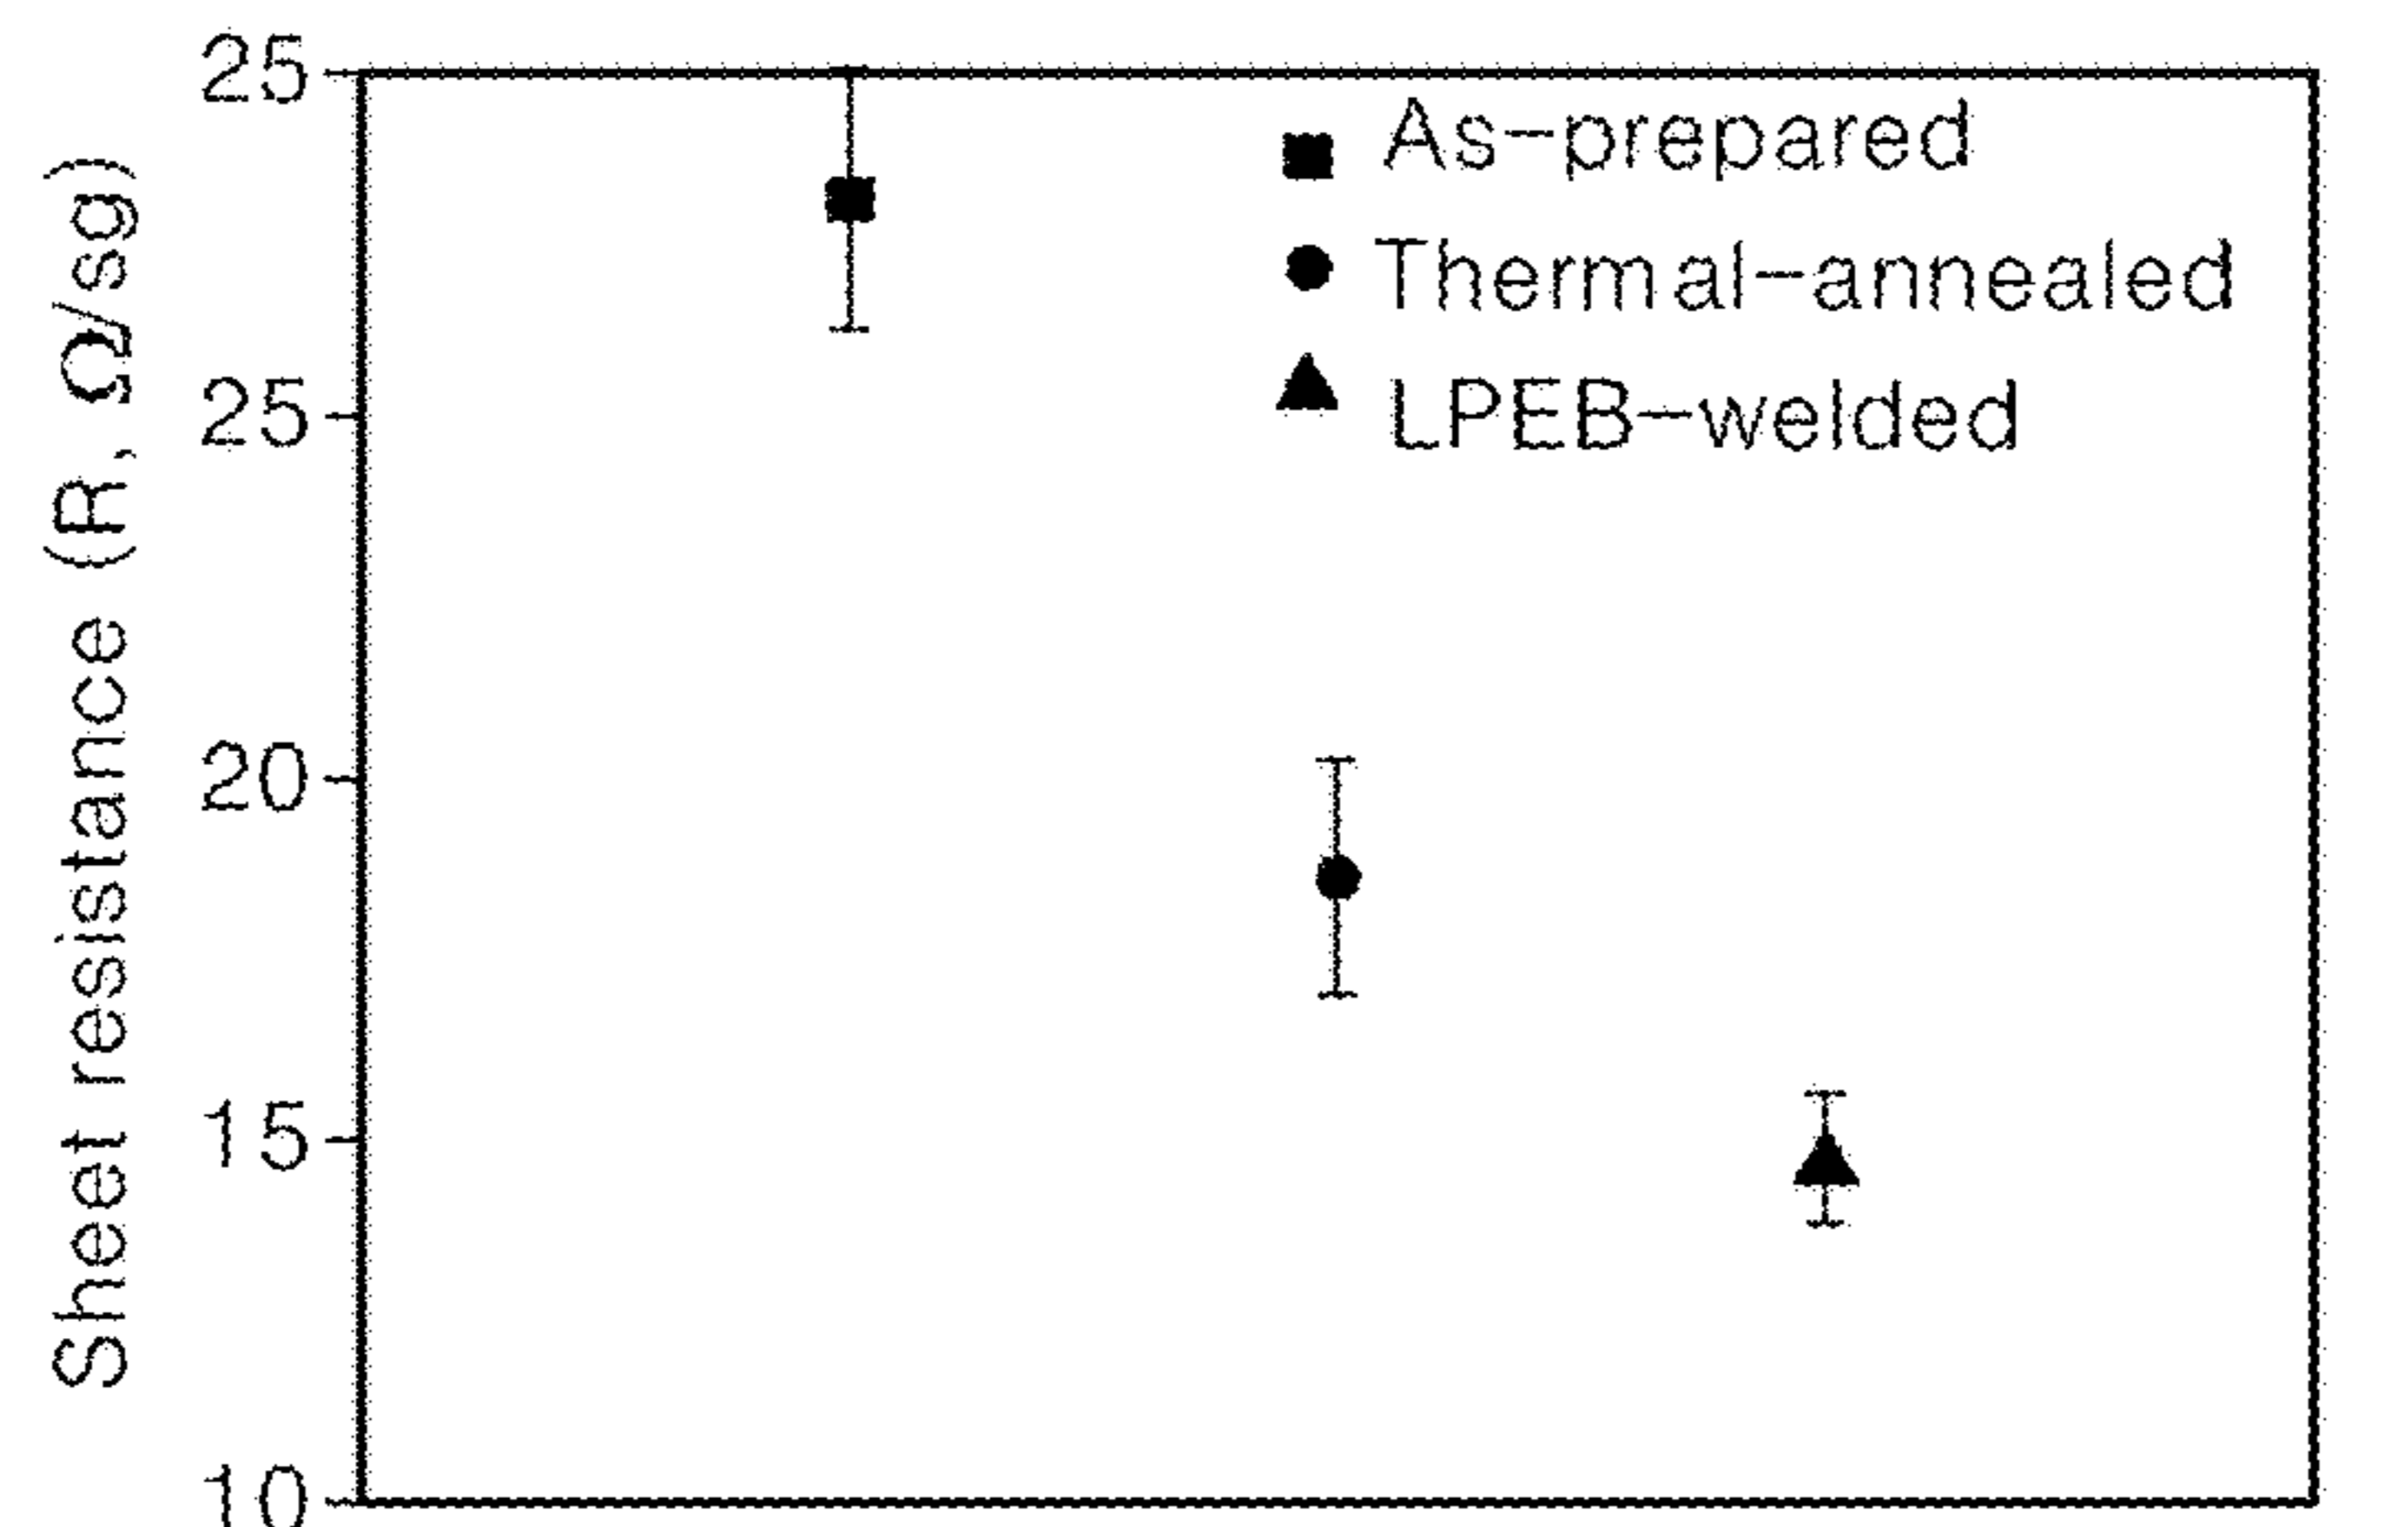 Sheet resistance (R, Ω/sg)
25
25
20
15
10
As-prepared
Thermal-annealed
LPEB-welded